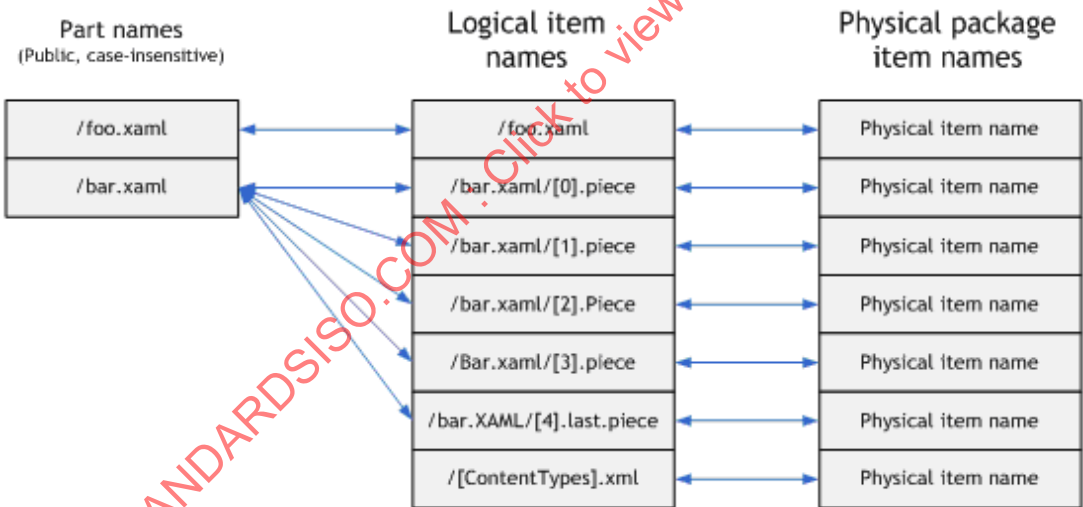 Part names
(Public, case-insensitive)
Logical item
names
Physical package
item names
/foo.xaml
/foo.xaml
Physical item name
/bar.xaml
/bar.xaml/[0].piece
Physical item name
/bar.xaml/[1].piece
Physical item name
/bar.xaml/[2].Piece
Physical item name
/Bar.xaml/[3].piece
Physical item name
/bar.XAML/[4].last.piece
Physical item name
/[ContentTypes].xml
Physical item name
ANDARDSISO.COM : Click to view